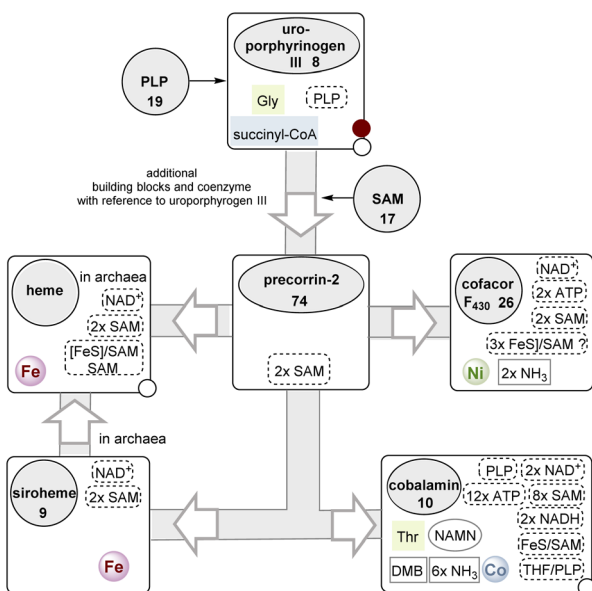 uro-
porphyrinogen
III 8
PLP
19
Gly
PLP
succinyl-CoA
additional
building blocks and coenzyme
with reference to uroporphyrogen III
SAM
17
heme
in archaea
NAD+
2x SAM
[FeS]/SAM
SAM
Fe
precorrin-2
74
2x SAM
cofacor
F430 26
NAD+
2x ATP
2x SAM
3x FeS]/SAM ?
Ni
2x NH3
in archaea
siroheme
9
NAD+
2x SAM
Fe
cobalamin
10
PLP
2x NAD+
12x ATP
8x SAM
2x NADH
Thr
NAMN
FeS/SAM
DMB
6x NH3
Co
THF/PLP